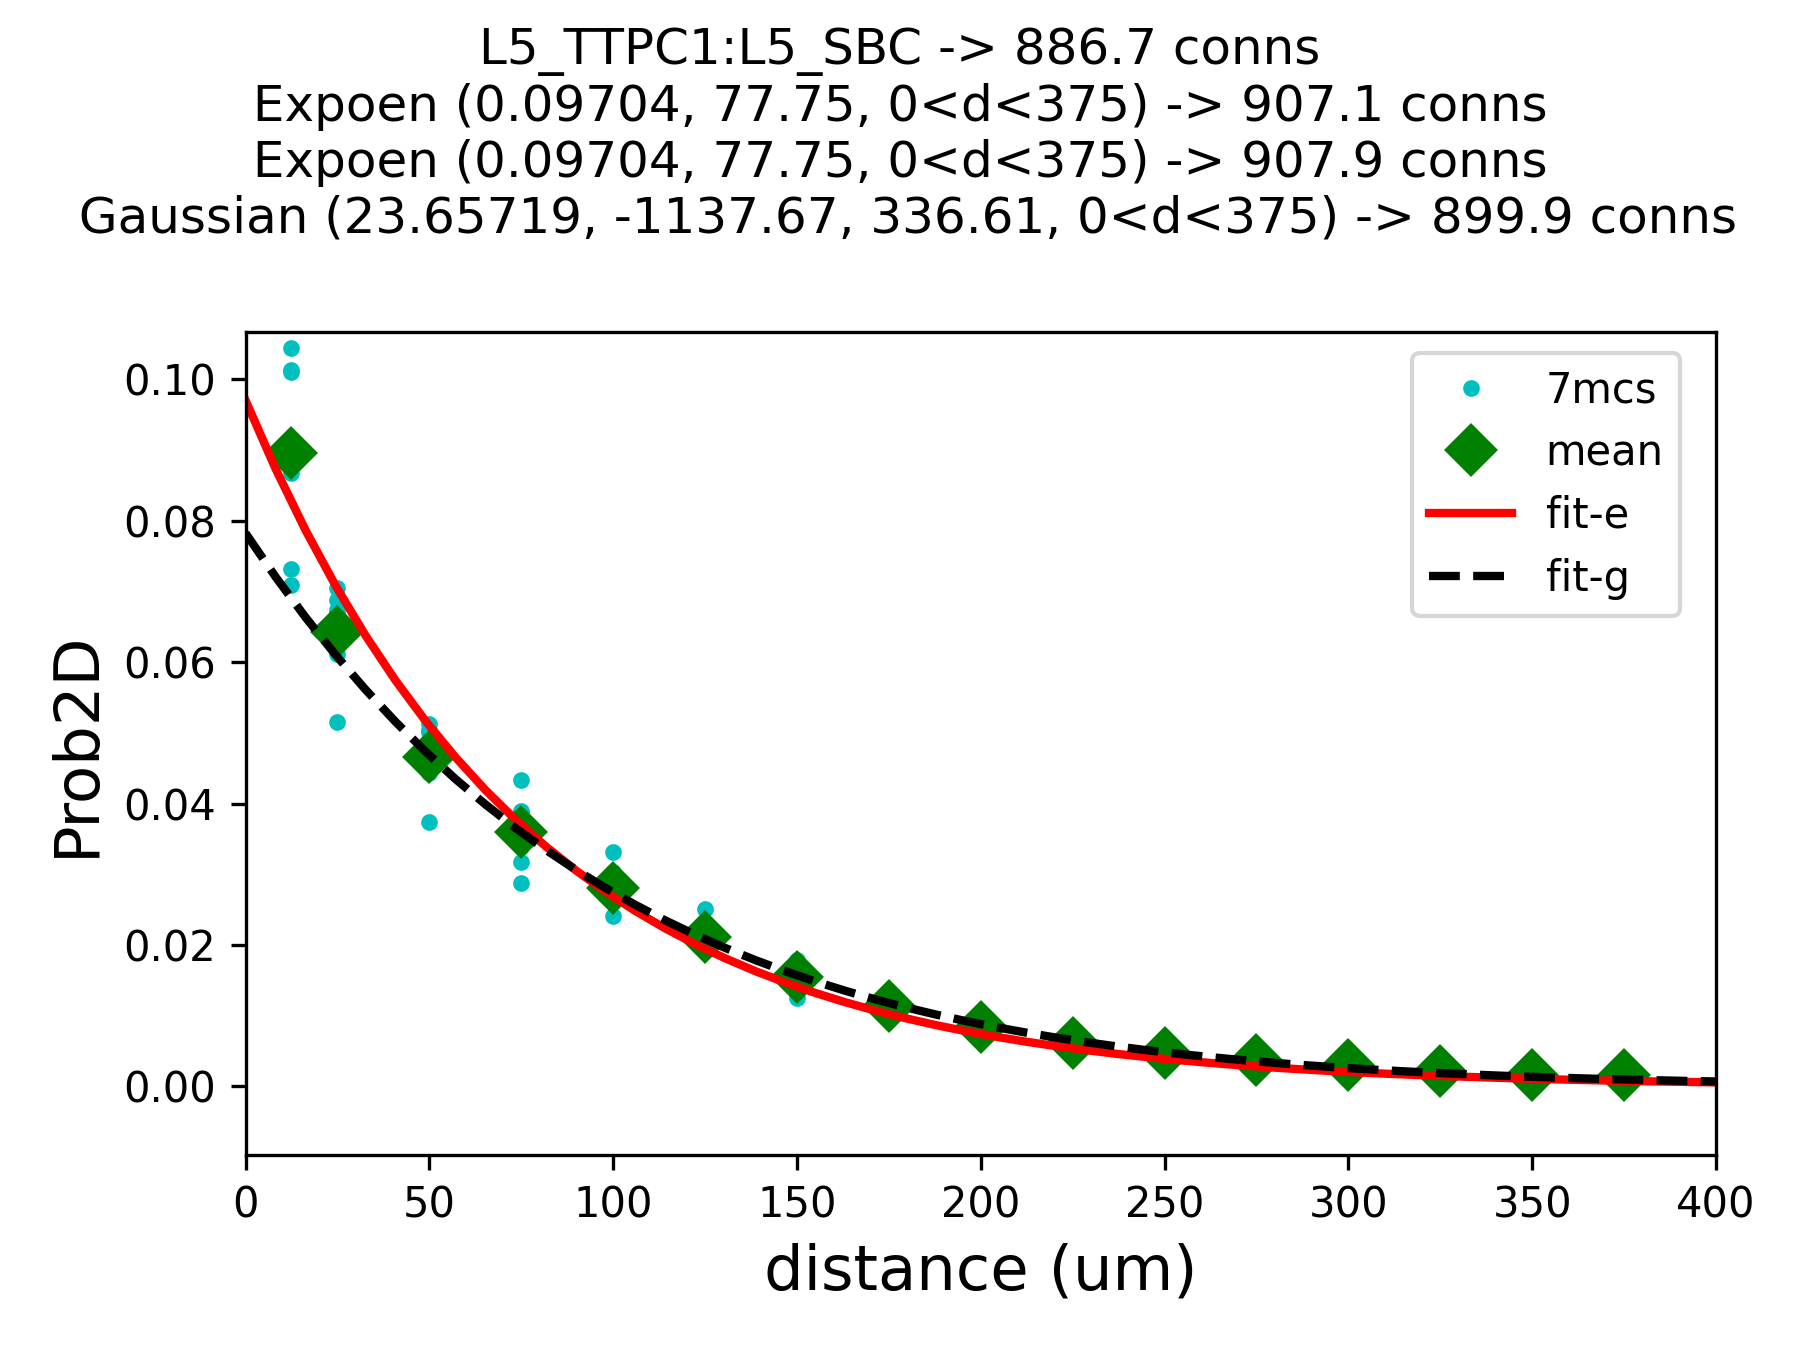 L5_TTPC1:L5_SBC -> 886.7 conns
Expoen (0.09704, 77.75, 0<d<375) -> 907.1 conns
Expoen (0.09704, 77.75, 0<d<375) -> 907.9 conns
Gaussian (23.65719, -1137.67, 336.61, 0<d<375) -> 899.9 conns
7mcs
mean
fit-e
fit-g
Prob2D
0.10
0.08
0.06
0.04
0.02
0.00
0 50 100 150 200 250 300 350 400
distance (um)